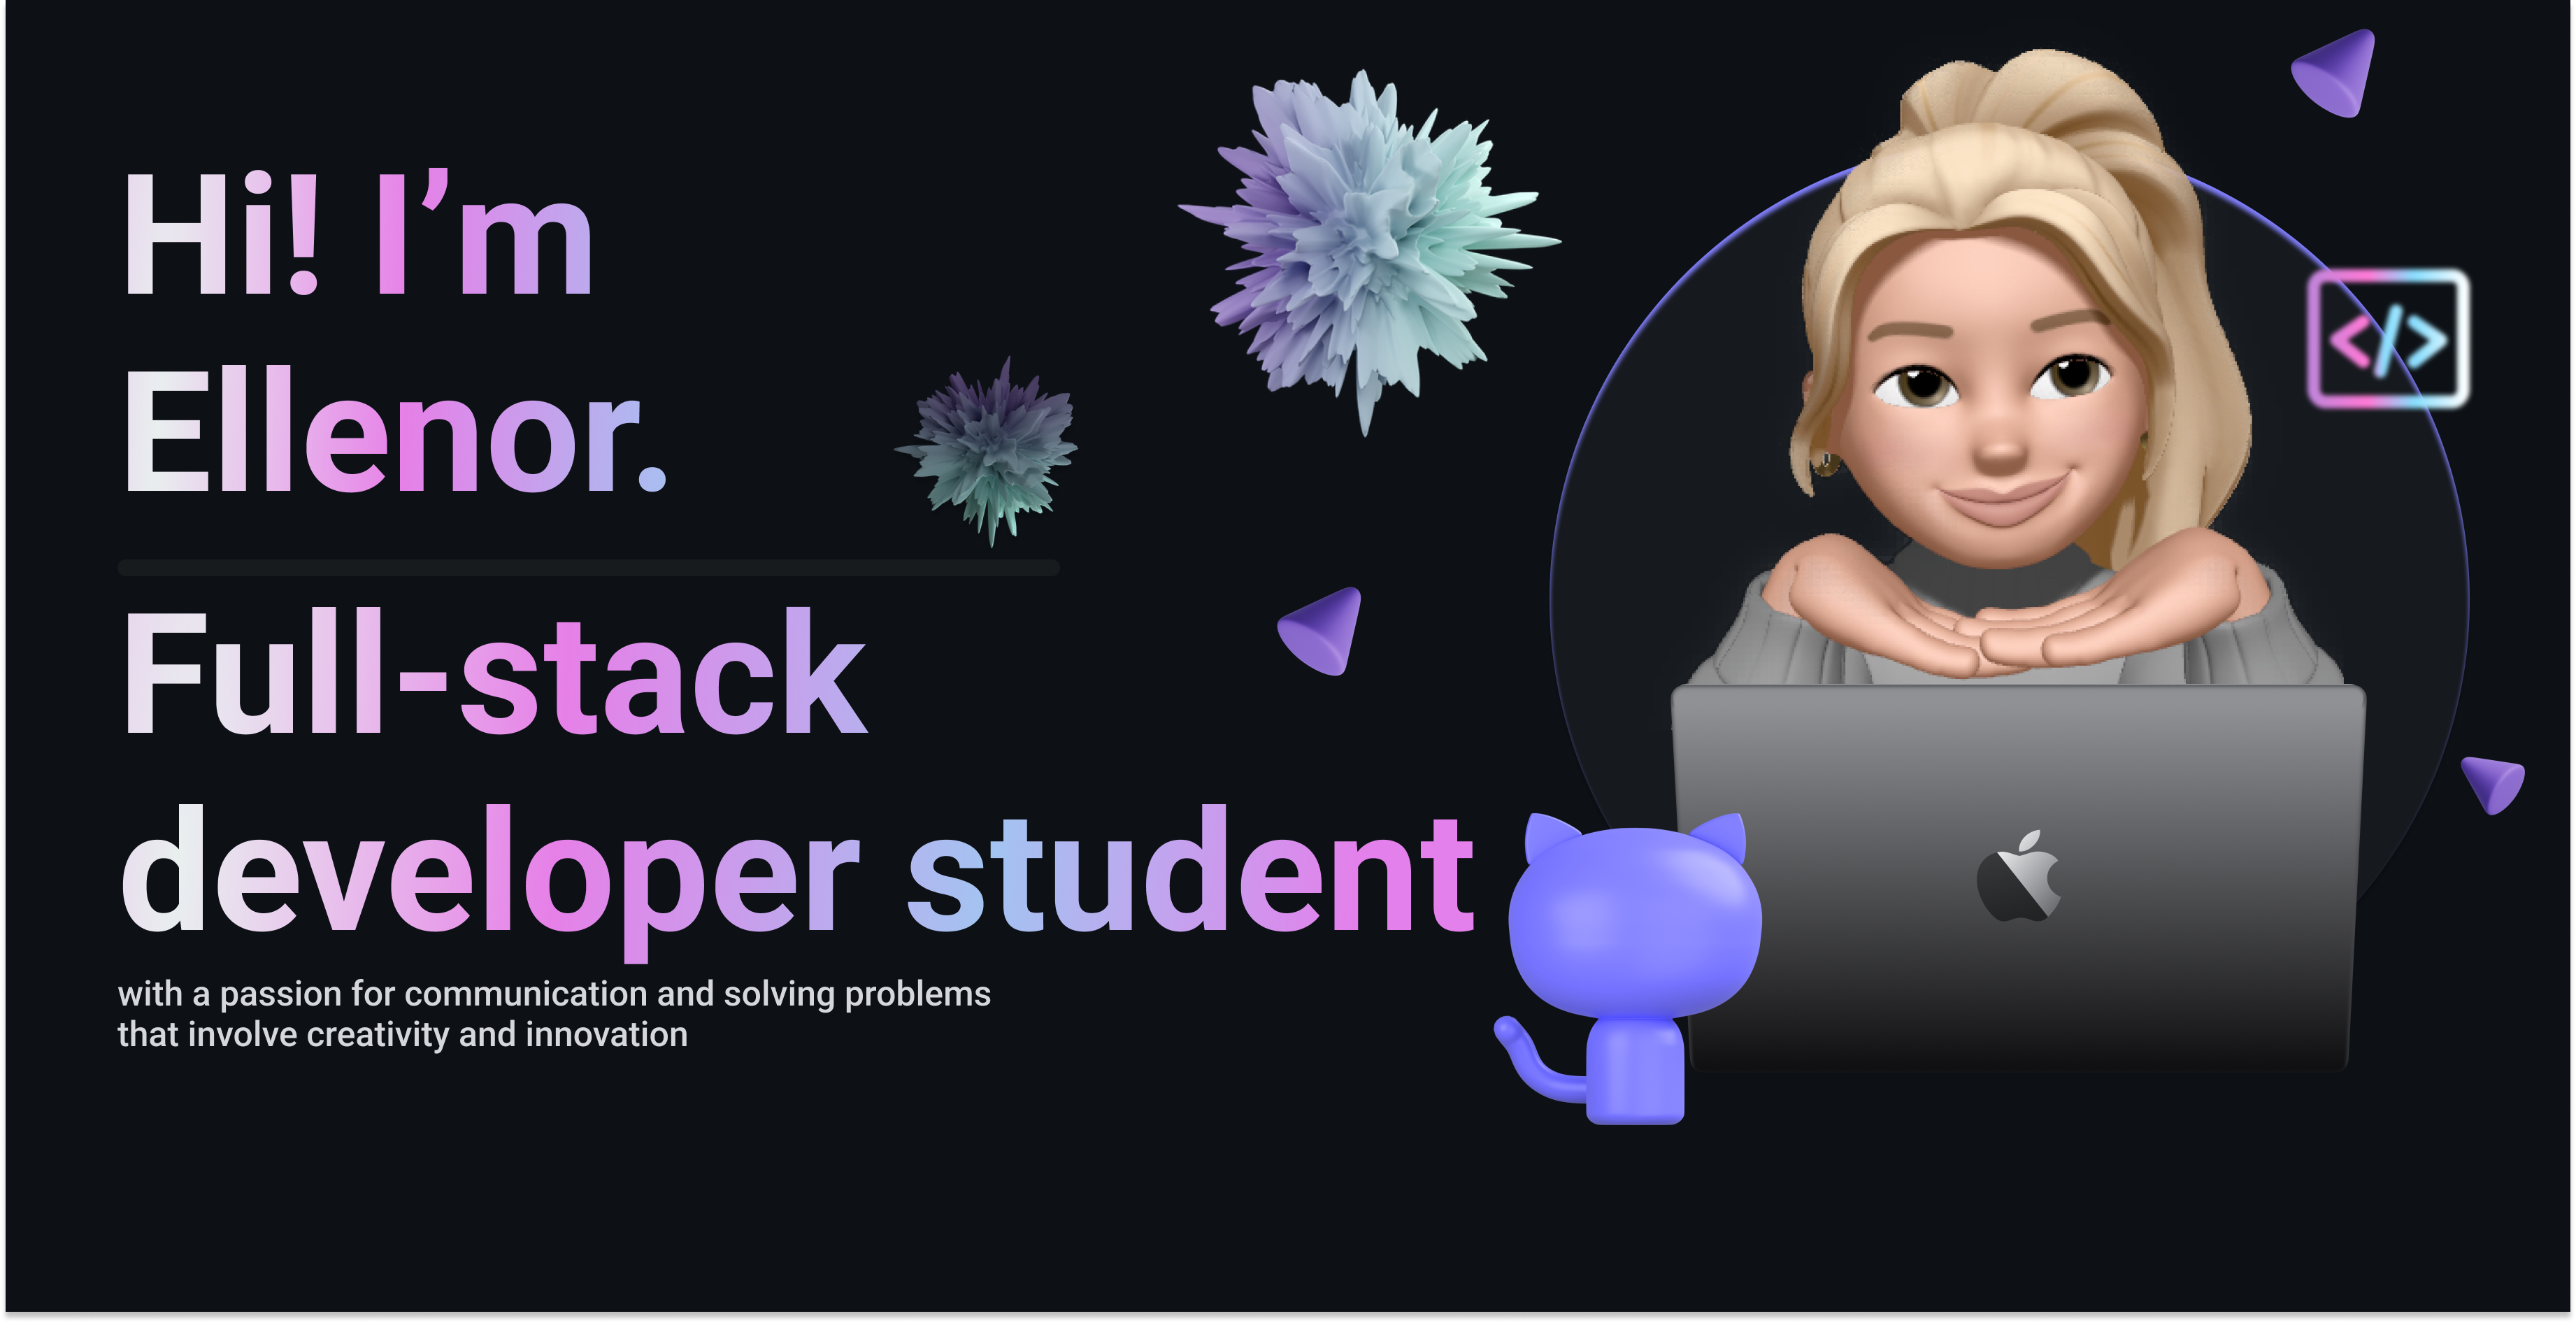 Hi! I’m
Ellenor.
Full-stack
developer student
with a passion for communication and solving problems
that involve creativity and innovation